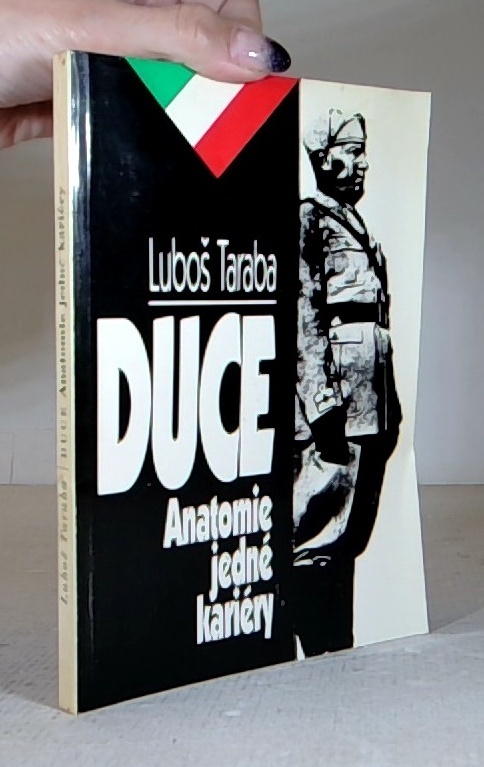 Luboš Taraba
DUCE
Anatomie
jedné
kariéry
Luboš Taraba | DUCE Anatomie jedné kariéry